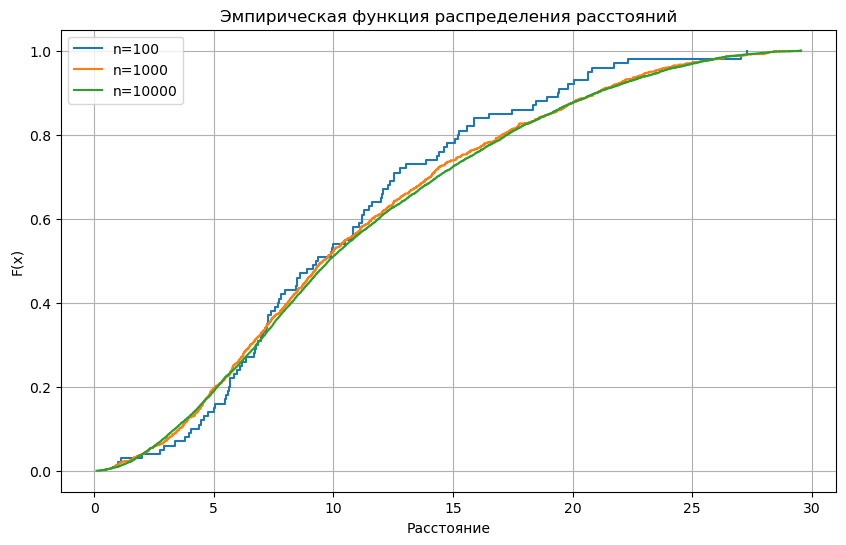 Эмпирическая функция распределения расстояний
n=100
n=1000
n=10000
F(x)
1.0
0.8
0.6
0.4
0.2
0.0
0 5 10 15 20 25 30
Расстояние